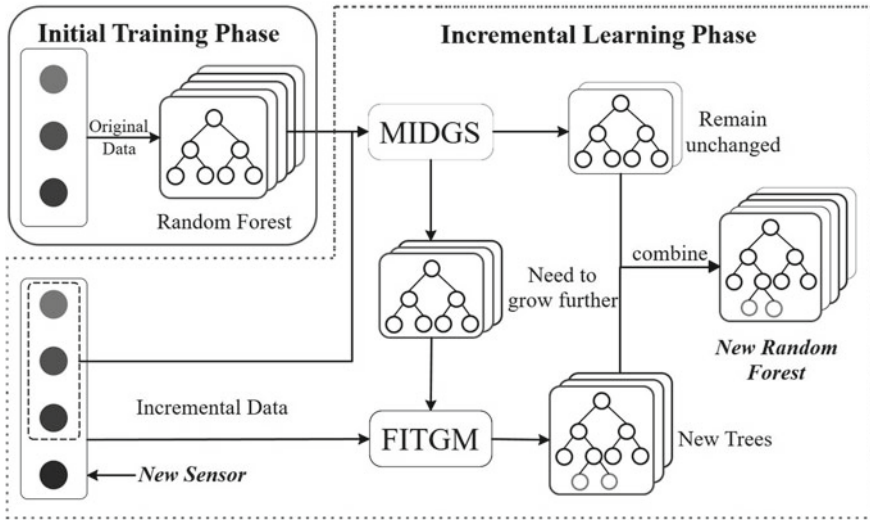 Initial Training Phase
Original
Data
Random Forest
Incremental Learning Phase
MIDGS
Remain
unchanged
Need to
grow further
combine
New Random
Forest
Incremental Data
FITGM
New Trees
New Sensor